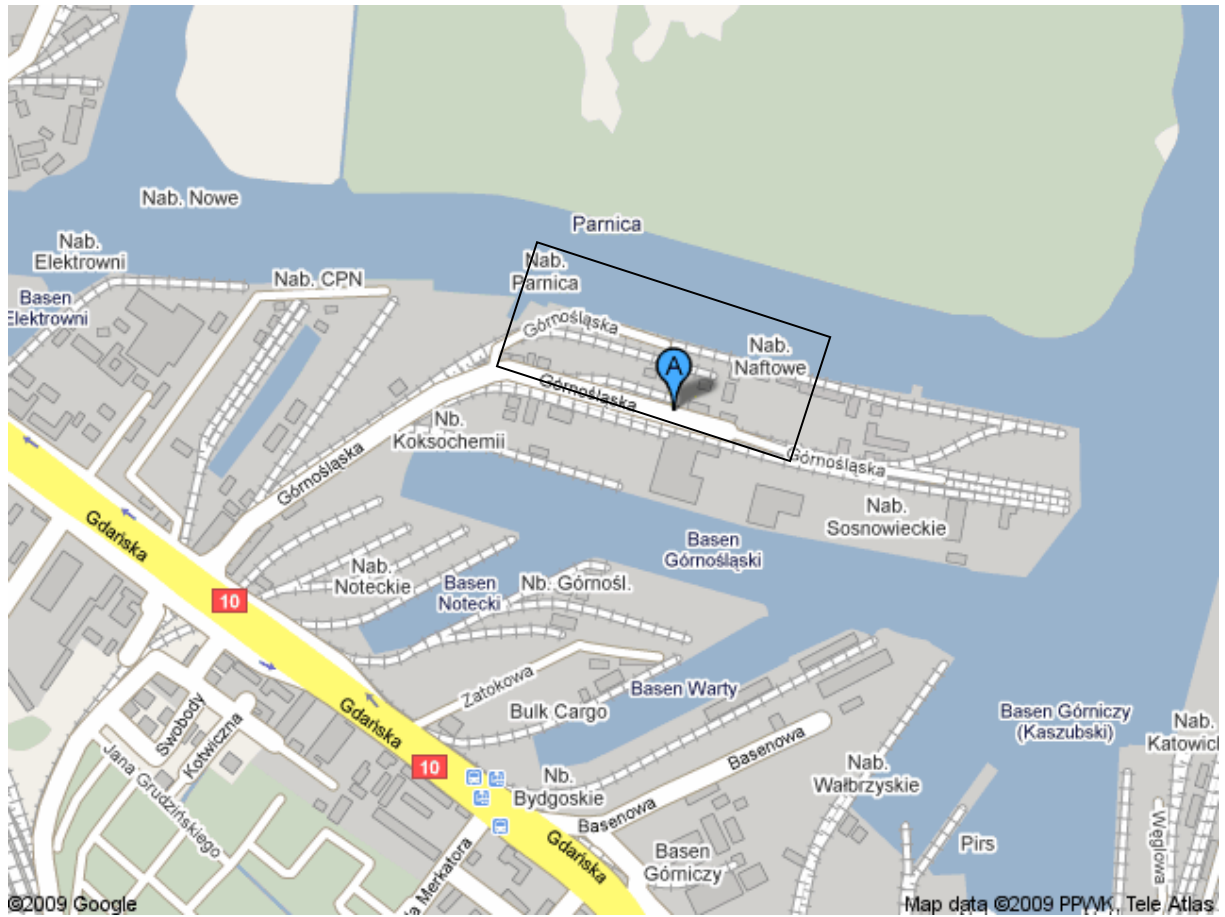 Nab. Nowe
Parnica
Nab.
Elektrowni
Nab. CPN
Nab.
Parnica
Basen
Elektrowni
Górnośląska
Nab.
Naftowe
A
Górnośląska
Nb.
Koksochemii
Górnośląska
Górnośląska
Nab.
Sosnowieckie
Gdańska
Basen
Górnośląski
Nab.
Noteckie
Basen
Notecki
Nb. Górnośl.
10
Zatokowa
Basen Warty
Bulk Cargo
Swobody
Kotwiczna
Gdańska
Basen Górniczy
(Kaszubski)
Nab.
Basenowa
10
Jana Grudzińskiego
Nb.
Bydgoskie
Nab.
Wałbrzyskie
Basenowa
Gdańska
Merkatora
Basen
Górniczy
Pirs
Węglowa
©2009 Google
Map data ©2009 PPWK, Tele Atlas